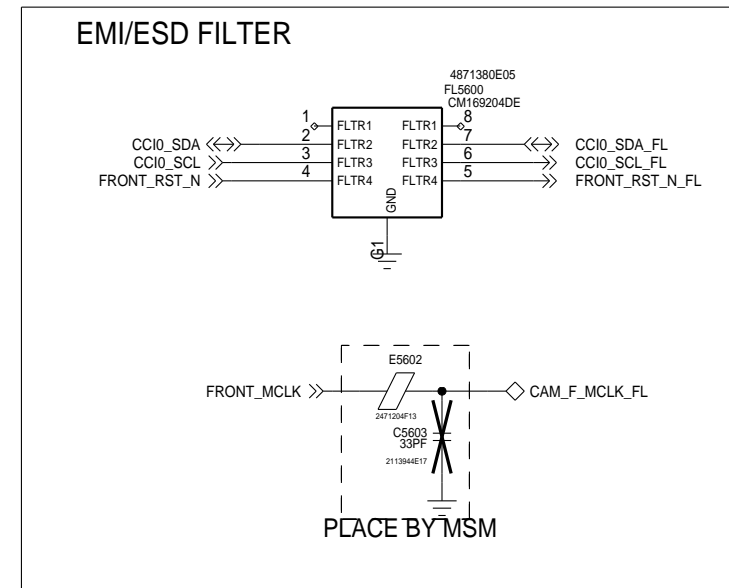 EMI/ESD FILTER
4871380E05
FL5600
CM169204DE
1 FLTR1 FLTR1 8
CCI0_SDA 2 FLTR2 FLTR2 7 CCI0_SDA_FL
CCI0_SCL 3 FLTR3 FLTR3 6 CCI0_SCL_FL
FRONT_RST_N 4 FLTR4 FLTR4 5 FRONT_RST_N_FL
GND
G1
E5602
FRONT_MCLK CAM_F_MCLK_FL
2471204F13
C5603
33PF
2113944E17
PLACE BY MSM